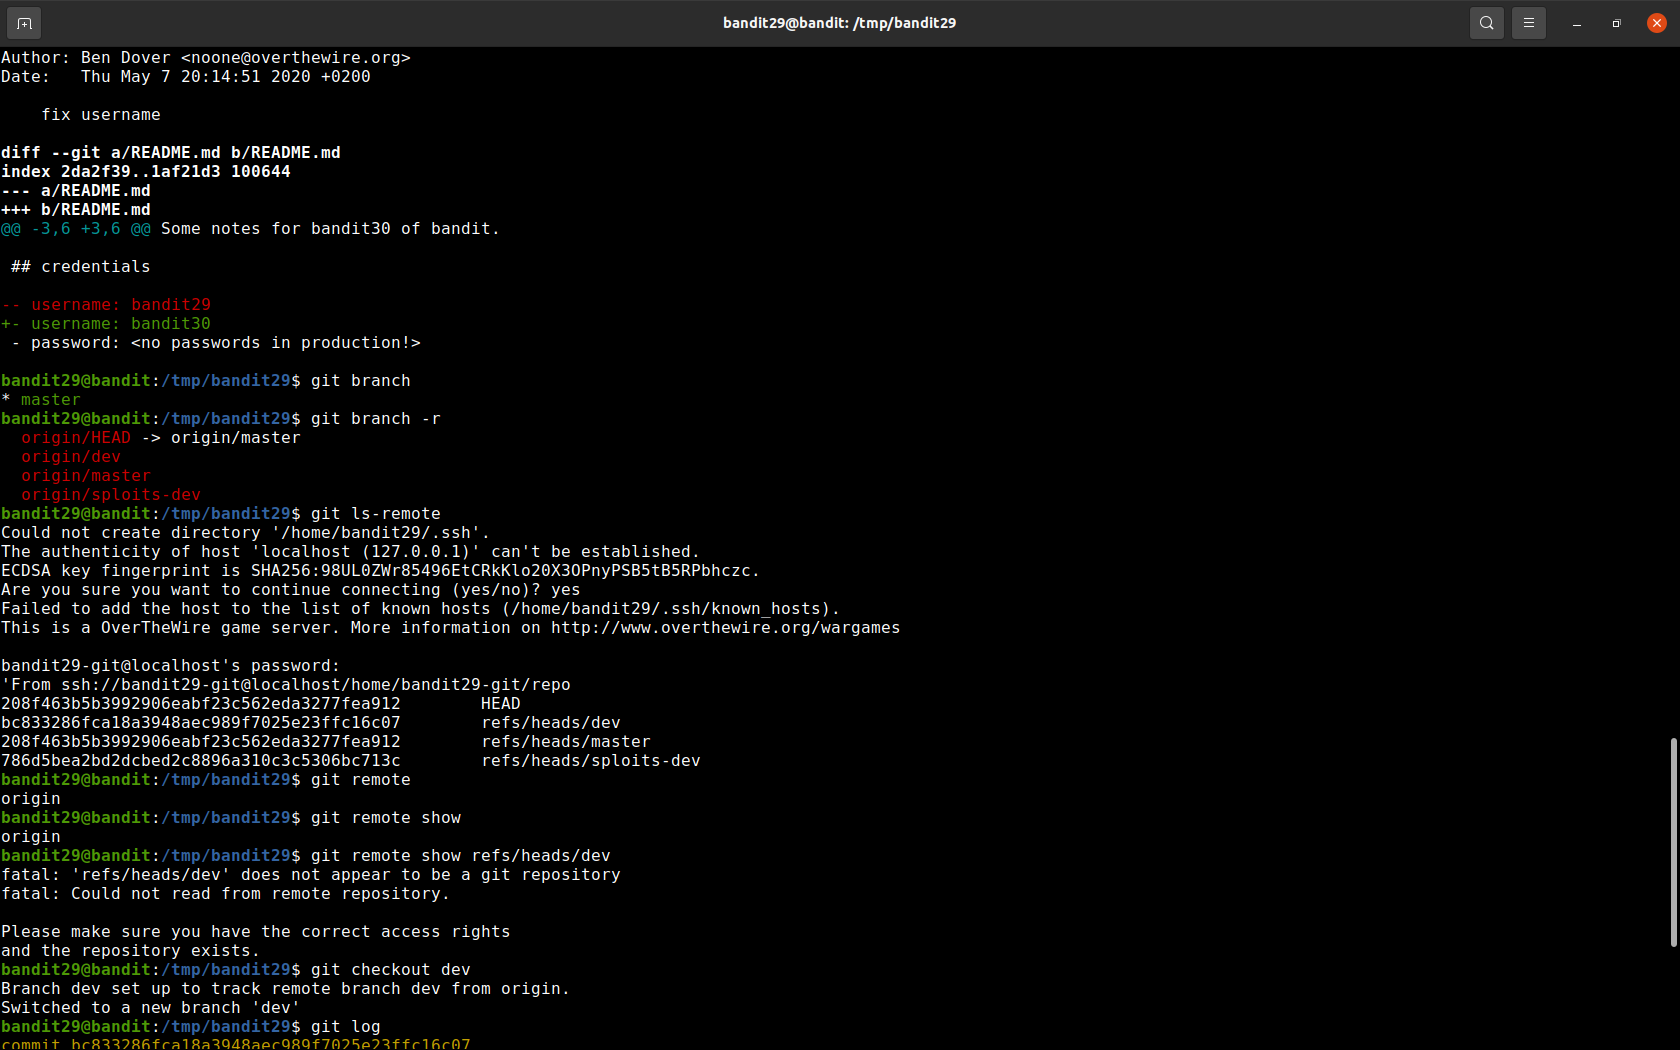 bandit29@bandit: /tmp/bandit29
Author: Ben Dover <noone@overthewire.org>
Date:   Thu May 7 20:14:51 2020 +0200
    fix username
diff --git a/README.md b/README.md
index 2da2f39..1af21d3 100644
--- a/README.md
+++ b/README.md
@@ -3,6 +3,6 @@ Some notes for bandit30 of bandit.
 ## credentials
-- username: bandit29
+- username: bandit30
 - password: <no passwords in production!>
bandit29@bandit:/tmp/bandit29$ git branch
* master
bandit29@bandit:/tmp/bandit29$ git branch -r
  origin/HEAD -> origin/master
  origin/dev
  origin/master
  origin/sploits-dev
bandit29@bandit:/tmp/bandit29$ git ls-remote
Could not create directory '/home/bandit29/.ssh'.
The authenticity of host 'localhost (127.0.0.1)' can't be established.
ECDSA key fingerprint is SHA256:98UL0ZWr85496EtCRkKlo20X3OPnyPSB5tB5RPbhczc.
Are you sure you want to continue connecting (yes/no)? yes
Failed to add the host to the list of known hosts (/home/bandit29/.ssh/known_hosts).
This is a OverTheWire game server. More information on http://www.overthewire.org/wargames
bandit29-git@localhost's password:
'From ssh://bandit29-git@localhost/home/bandit29-git/repo
208f463b5b3992906eabf23c562eda3277fea912        HEAD
bc833286fca18a3948aec989f7025e23ffc16c07        refs/heads/dev
208f463b5b3992906eabf23c562eda3277fea912        refs/heads/master
786d5bea2bd2dcbed2c8896a310c3c5306bc713c        refs/heads/sploits-dev
bandit29@bandit:/tmp/bandit29$ git remote
origin
bandit29@bandit:/tmp/bandit29$ git remote show
origin
bandit29@bandit:/tmp/bandit29$ git remote show refs/heads/dev
fatal: 'refs/heads/dev' does not appear to be a git repository
fatal: Could not read from remote repository.
Please make sure you have the correct access rights
and the repository exists.
bandit29@bandit:/tmp/bandit29$ git checkout dev
Branch dev set up to track remote branch dev from origin.
Switched to a new branch 'dev'
bandit29@bandit:/tmp/bandit29$ git log
commit bc833286fca18a3948aec989f7025e23ffc16c07